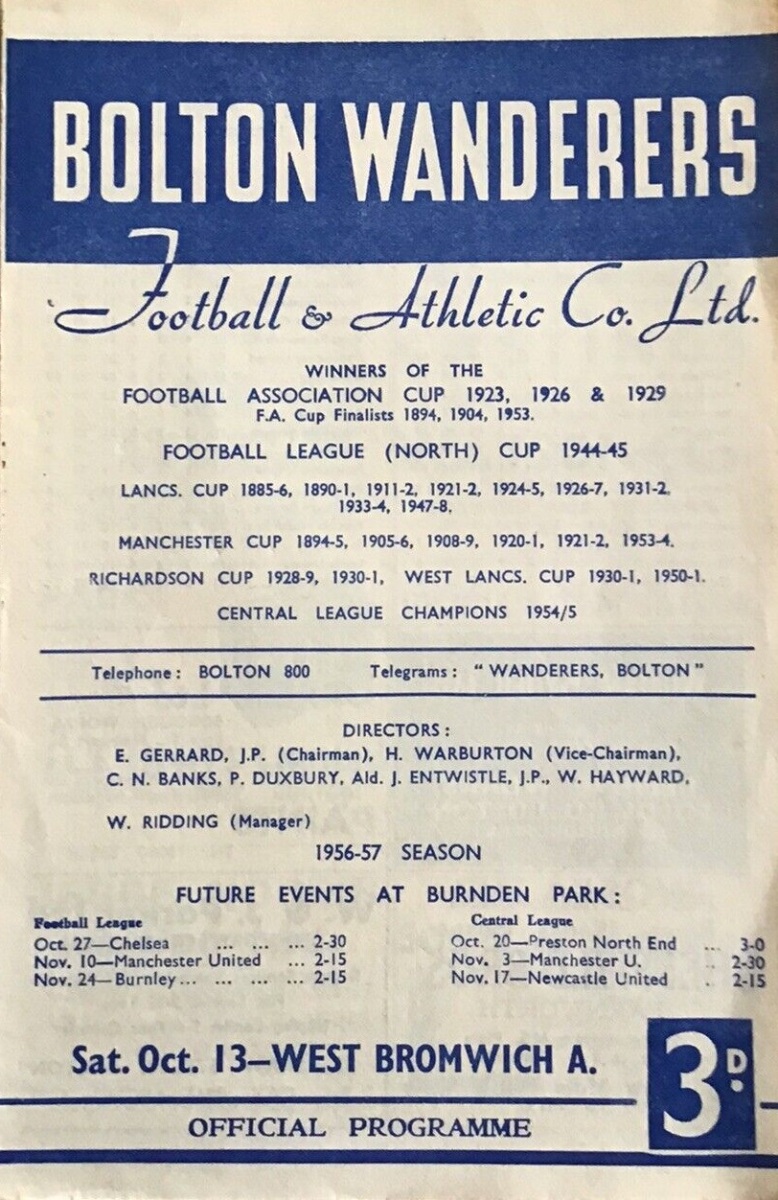 BOLTON WANDERERS
Football & Athletic Co. Ltd.
WINNERS OF THE
FOOTBALL ASSOCIATION CUP 1923, 1926 & 1929
F.A. Cup Finalists 1894, 1904, 1953.
FOOTBALL LEAGUE (NORTH) CUP 1944-45
LANCS. CUP 1885-6, 1890-1, 1911-2, 1921-2, 1924-5, 1926-7, 1931-2,
1933-4, 1947-8.
MANCHESTER CUP 1894-5, 1905-6, 1908-9, 1920-1, 1921-2, 1953-4.
RICHARDSON CUP 1928-9, 1930-1, WEST LANCS. CUP 1930-1, 1950-1.
CENTRAL LEAGUE CHAMPIONS 1954/5
Telephone: BOLTON 800 Telegrams: "WANDERERS, BOLTON"
DIRECTORS:
E. GERRARD, J.P. (Chairman), H. WARBURTON (Vice-Chairman),
C. N. BANKS, P. DUXBURY, Ald. J. ENTWISTLE, J.P., W. HAYWARD,
W. RIDDING (Manager)
1956-57 SEASON
FUTURE EVENTS AT BURNDEN PARK:
Football League
Oct. 27—Chelsea ... ... ... 2-30
Nov. 10—Manchester United ... 2-15
Nov. 24—Burnley ... ... ... ... 2-15
Central League
Oct. 20—Preston North End ... 3-0
Nov. 3—Manchester U. .. 2-30
Nov. 17—Newcastle United . 2-15
Sat. Oct. 13—WEST BROMWICH A.
3D.
OFFICIAL PROGRAMME